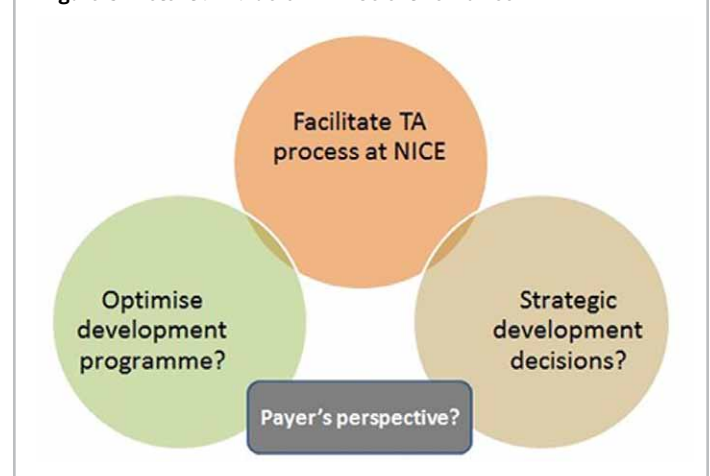 Facilitate TA
process at NICE
Optimise
development
programme?
Strategic
development
decisions?
Payer's perspective?